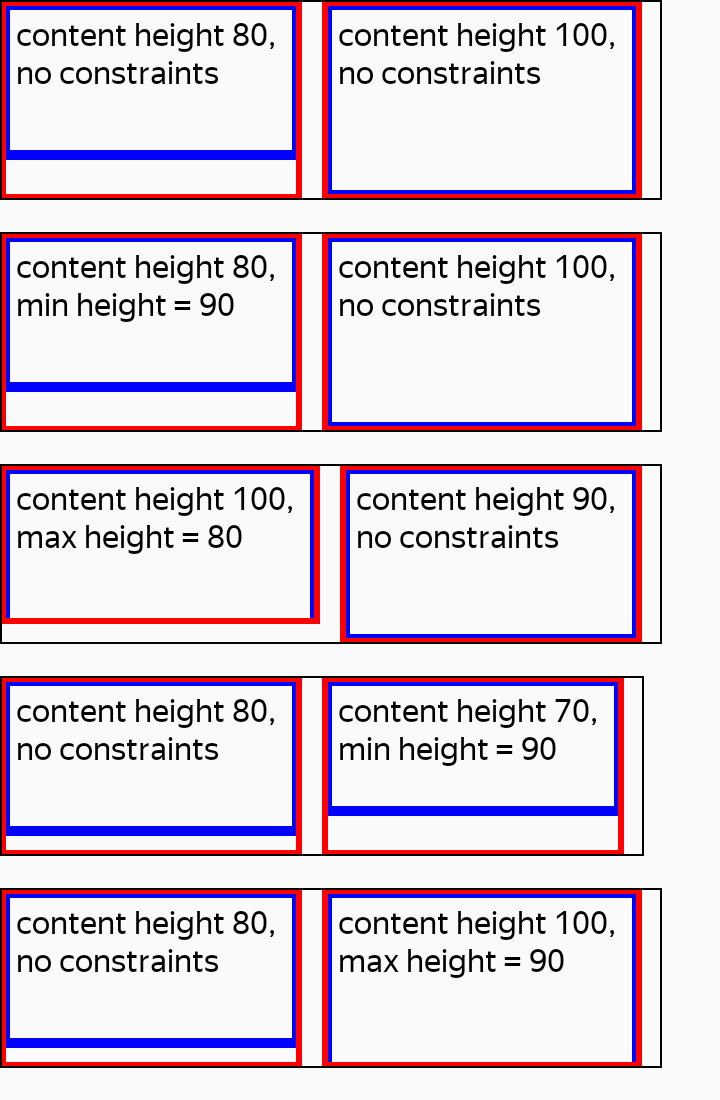 content height 80,
no constraints
content height 100,
no constraints
content height 80,
min height = 90
content height 100,
no constraints
content height 100,
max height = 80
content height 90,
no constraints
content height 80,
no constraints
content height 70,
min height = 90
content height 80,
no constraints
content height 100,
max height = 90